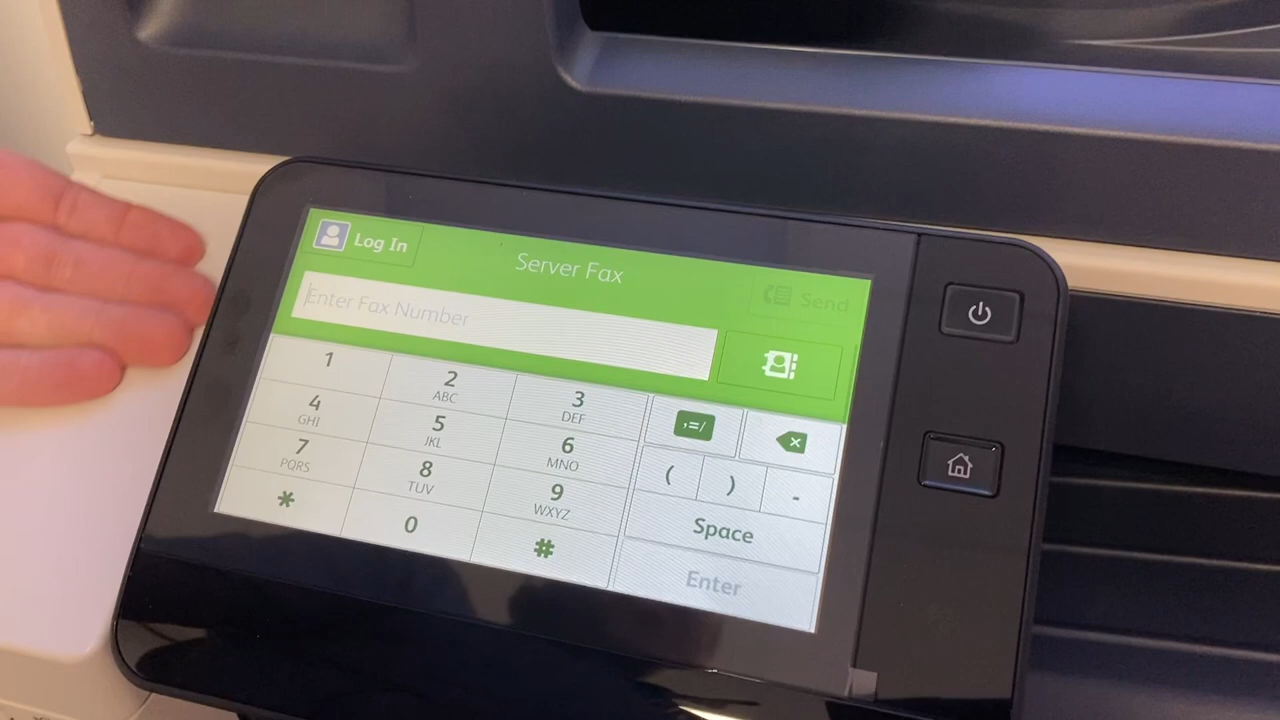 Log In
Server Fax
Send
Enter Fax Number
1
2
ABC
3
DEF
,=/
4
GHI
5
JKL
6
MNO
(
)
-
7
PQRS
8
TUV
9
WXYZ
Space
*
0
#
Enter